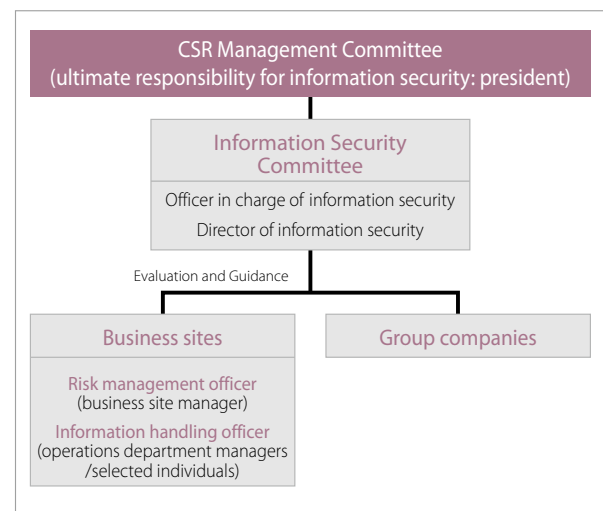 CSR Management Committee
(ultimate responsibility for information security: president)
Information Security
Committee
Officer in charge of information security
Director of information security
Evaluation and Guidance
Business sites
Risk management officer
(business site manager)
Information handling officer
(operations department managers
/selected individuals)
Group companies